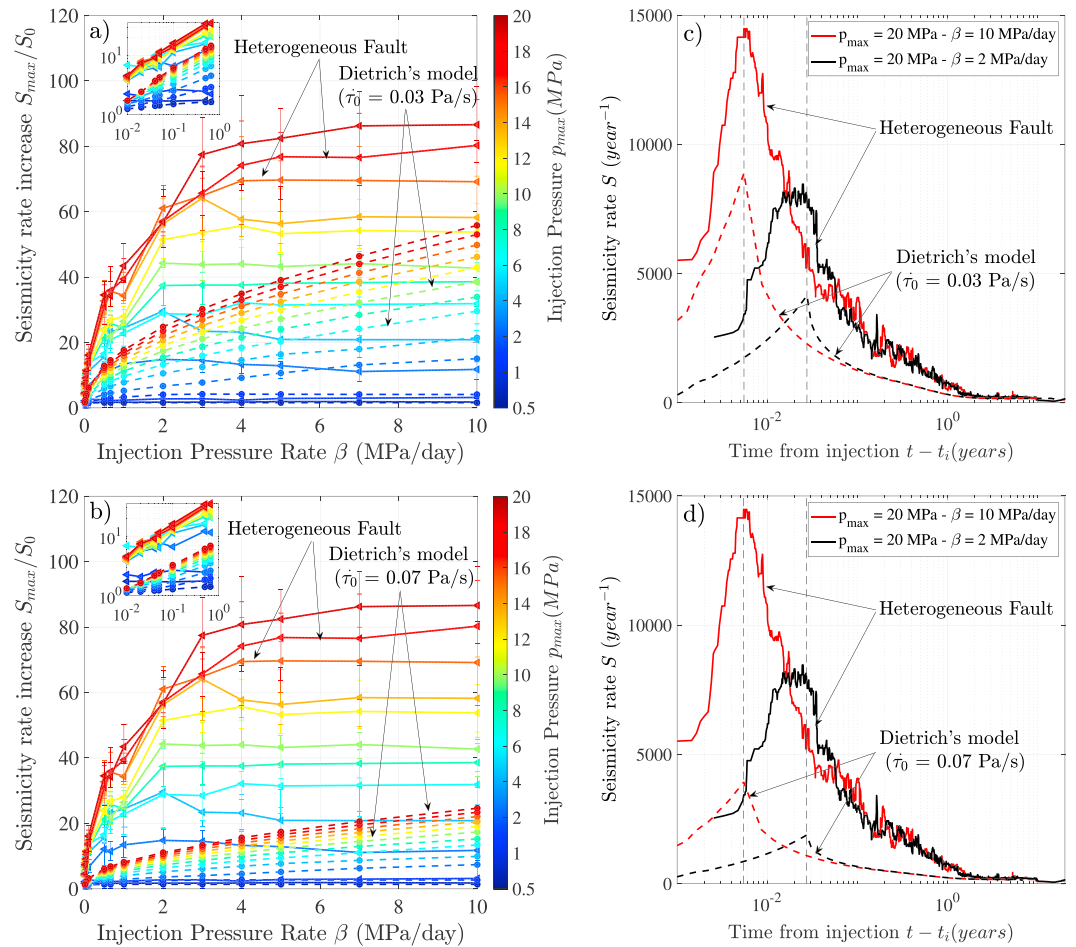 a)
Heterogeneous Fault
Dietrich's model
(τ̇0 = 0.03 Pa/s)
Seismicity rate increase Smax/S0
120
100
80
60
40
20
0
10^1
10^0
10^-2 10^-1 10^0
0 2 4 6 8 10
Injection Pressure Rate β (MPa/day)
20
18
16
14
12
10
8
6
4
2
1
0.5
Injection Pressure pmax(MPa)
c)
pmax = 20 MPa - β = 10 MPa/day
pmax = 20 MPa - β = 2 MPa/day
Heterogeneous Fault
Dietrich's model
(τ̇0 = 0.03 Pa/s)
Seismicity rate S (year^-1)
15000
10000
5000
0
10^-2 10^0
Time from injection t − ti(years)
b)
Heterogeneous Fault
Dietrich's model
(τ̇0 = 0.07 Pa/s)
Seismicity rate increase Smax/S0
120
100
80
60
40
20
0
10^1
10^0
10^-2 10^-1 10^0
0 2 4 6 8 10
Injection Pressure Rate β (MPa/day)
20
18
16
14
12
10
8
6
4
2
1
0.5
Injection Pressure pmax(MPa)
d)
pmax = 20 MPa - β = 10 MPa/day
pmax = 20 MPa - β = 2 MPa/day
Heterogeneous Fault
Dietrich's model
(τ̇0 = 0.07 Pa/s)
Seismicity rate S (year^-1)
15000
10000
5000
0
10^-2 10^0
Time from injection t − ti(years)